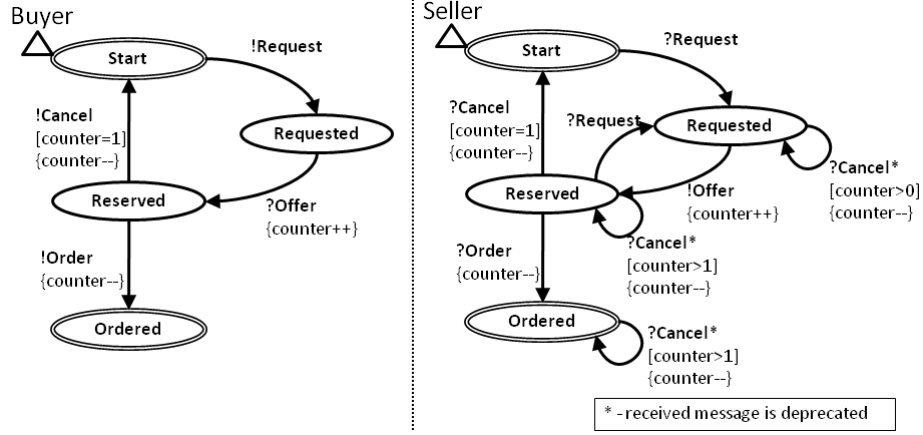 Buyer
Start
!Request
Requested
!Cancel
[counter=1]
{counter--}
Reserved
?Offer
{counter++}
!Order
{counter--}
Ordered
Seller
Start
?Request
Requested
?Cancel
[counter=1]
{counter--}
?Request
?Cancel*
[counter>0]
{counter--}
Reserved
!Offer
{counter++}
?Cancel*
[counter>1]
{counter--}
?Order
{counter--}
Ordered
?Cancel*
[counter>1]
{counter--}
* - received message is deprecated